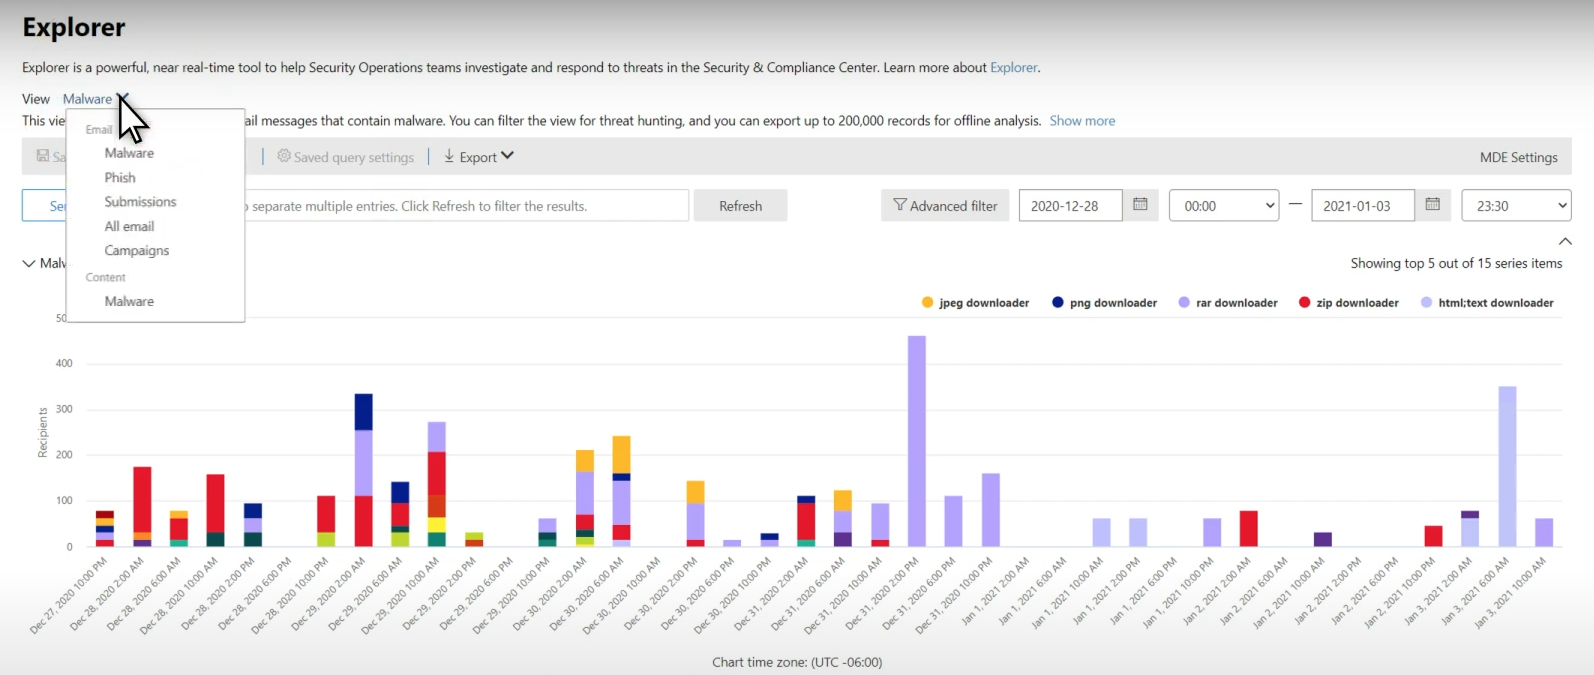 Explorer
Explorer is a powerful, near real-time tool to help Security Operations teams investigate and respond to threats in the Security & Compliance Center. Learn more about Explorer.
View Malware
This ail messages that contain malware. You can filter the view for threat hunting, and you can export up to 200,000 records for offline analysis. Show more
Email
Malware
Phish
Submissions
All email
Campaigns
Content
Malware
Saved query settings Export MDE Settings
separate multiple entries. Click Refresh to filter the results. Refresh Advanced filter 2020-12-28 00:00 — 2021-01-03 23:30
Showing top 5 out of 15 series items
jpeg downloader png downloader rar downloader zip downloader html;text downloader
Recipients
400
300
200
100
0
Dec 27, 2020 10:00 PM
Dec 28, 2020 2:00 AM
Dec 28, 2020 6:00 AM
Dec 28, 2020 10:00 AM
Dec 28, 2020 2:00 PM
Dec 28, 2020 6:00 PM
Dec 28, 2020 10:00 PM
Dec 29, 2020 2:00 AM
Dec 29, 2020 6:00 AM
Dec 29, 2020 10:00 AM
Dec 29, 2020 2:00 PM
Dec 29, 2020 6:00 PM
Dec 29, 2020 10:00 PM
Dec 30, 2020 2:00 AM
Dec 30, 2020 6:00 AM
Dec 30, 2020 10:00 AM
Dec 30, 2020 2:00 PM
Dec 30, 2020 6:00 PM
Dec 30, 2020 10:00 PM
Dec 31, 2020 2:00 AM
Dec 31, 2020 6:00 AM
Dec 31, 2020 10:00 AM
Dec 31, 2020 2:00 PM
Dec 31, 2020 6:00 PM
Dec 31, 2020 10:00 PM
Jan 1, 2021 2:00 AM
Jan 1, 2021 6:00 AM
Jan 1, 2021 10:00 AM
Jan 1, 2021 2:00 PM
Jan 1, 2021 6:00 PM
Jan 1, 2021 10:00 PM
Jan 2, 2021 2:00 AM
Jan 2, 2021 6:00 AM
Jan 2, 2021 10:00 AM
Jan 2, 2021 2:00 PM
Jan 2, 2021 6:00 PM
Jan 2, 2021 10:00 PM
Jan 3, 2021 2:00 AM
Jan 3, 2021 6:00 AM
Jan 3, 2021 10:00 AM
Chart time zone: (UTC -06:00)